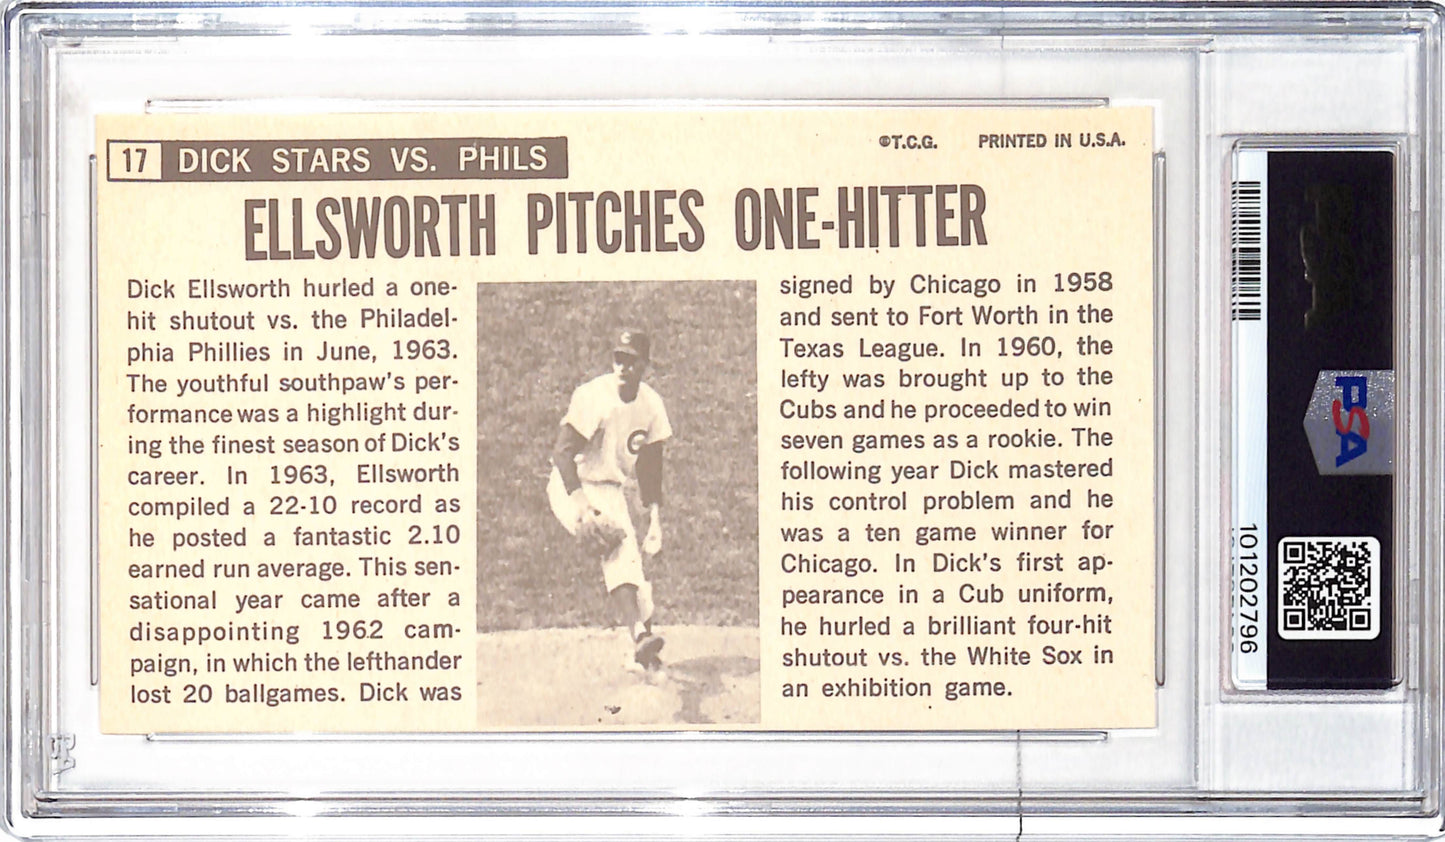 17 DICK STARS VS. PHILS
©T.C.G. PRINTED IN U.S.A.
ELLSWORTH PITCHES ONE-HITTER
Dick Ellsworth hurled a one-
hit shutout vs. the Philadel-
phia Phillies in June, 1963.
The youthful southpaw's per-
formance was a highlight dur-
ing the finest season of Dick's
career. In 1963, Ellsworth
compiled a 22-10 record as
he posted a fantastic 2.10
earned run average. This sen-
sational year came after a
disappointing 1962 cam-
paign, in which the lefthander
lost 20 ballgames. Dick was
signed by Chicago in 1958
and sent to Fort Worth in the
Texas League. In 1960, the
lefty was brought up to the
Cubs and he proceeded to win
seven games as a rookie. The
following year Dick mastered
his control problem and he
was a ten game winner for
Chicago. In Dick's first ap-
pearance in a Cub uniform,
he hurled a brilliant four-hit
shutout vs. the White Sox in
an exhibition game.
C
PSA
101202796